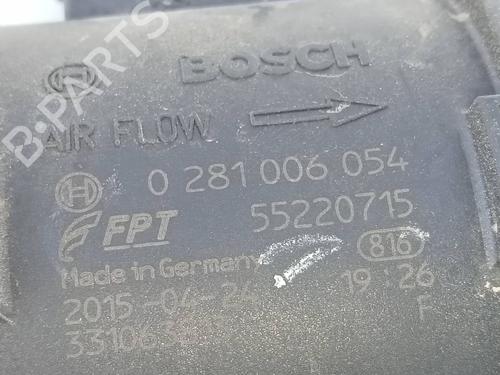 BOSCH
AIR FLOW
0 281 006 054
FPT 55220715
816
Made in Germany
2015-04-24 19 26
F
B-PARTS